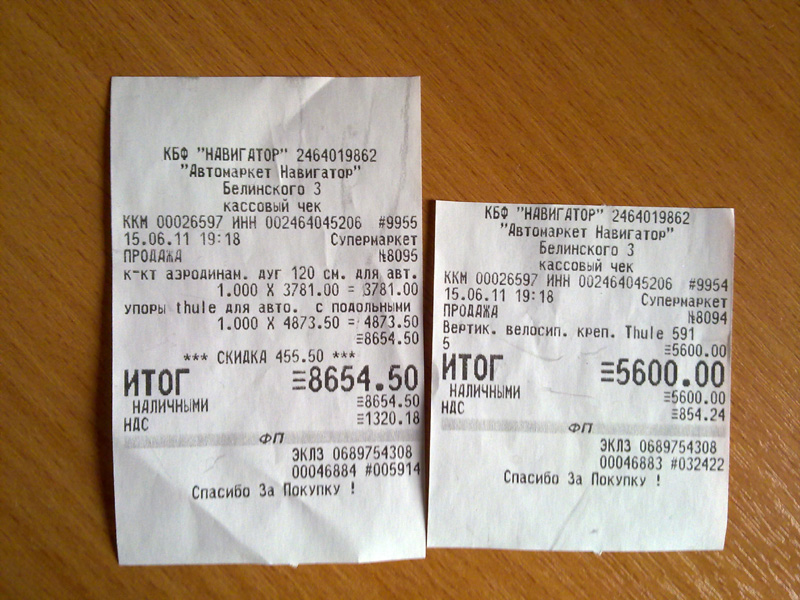 КБФ "НАВИГАТОР" 2464019862
"Автомаркет Навигатор"
Белинского 3
кассовый чек
ККМ 00026597 ИНН 002464045206 #9955
15.06.11 19:18 Супермаркет
ПРОДАЖА №8095
к-кт аэродинам. дуг 120 см. для авт.
1.000 X 3781.00 = 3781.00
упоры thule для авто. с подольными
1.000 X 4873.50 = 4873.50
≡8654.50
*** СКИДКА 455.50 ***
ИТОГ ≡8654.50
НАЛИЧНЫМИ ≡8654.50
НДС ≡1320.18
ФП
ЭКЛЗ 0689754308
00046884 #005914
Спасибо За Покупку !
КБФ "НАВИГАТОР" 2464019862
"Автомаркет Навигатор"
Белинского 3
кассовый чек
ККМ 00026597 ИНН 002464045206 #9954
15.06.11 19:18 Супермаркет
ПРОДАЖА №8094
Вертик. велосип. креп. Thule 591
5 ≡5600.00
ИТОГ ≡5600.00
НАЛИЧНЫМИ ≡5600.00
НДС ≡854.24
ФП
ЭКЛЗ 0689754308
00046883 #032422
Спасибо За Покупку !